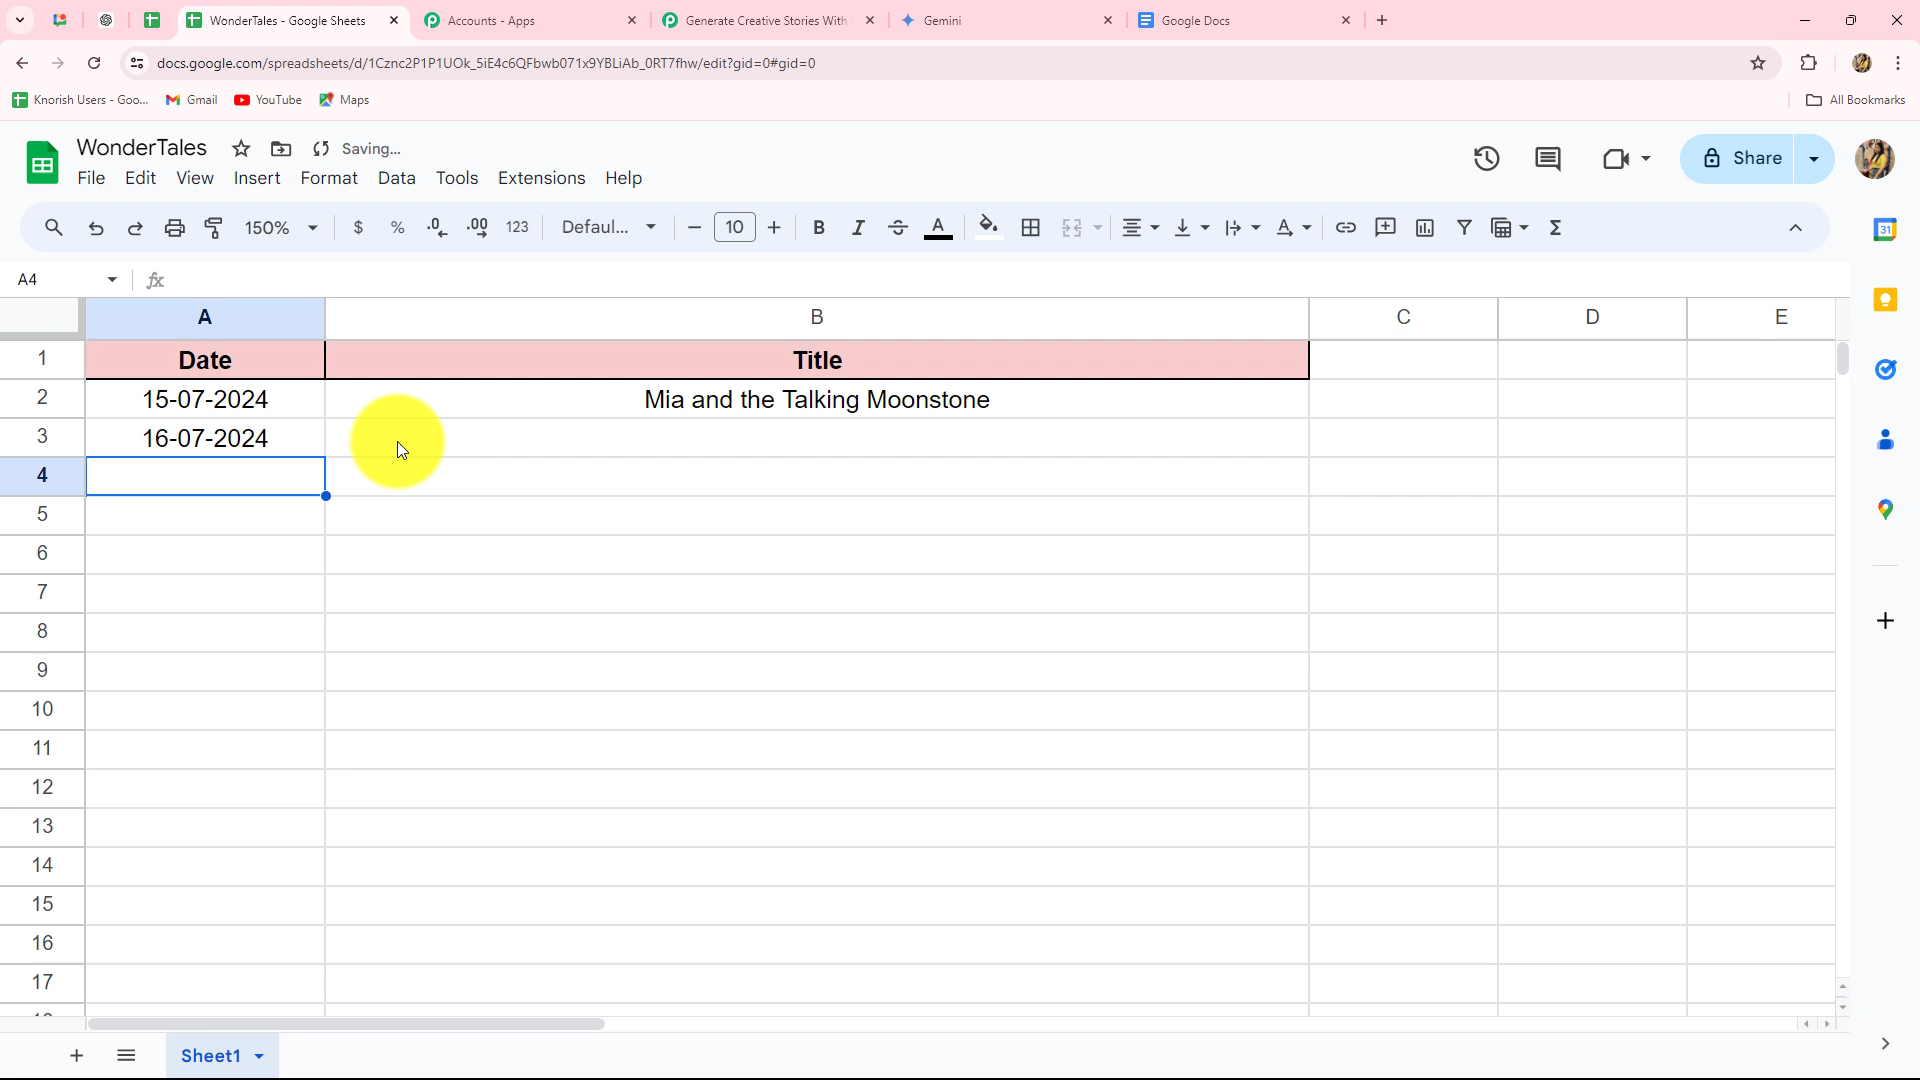 WonderTales - Google Sheets
Accounts - Apps
Generate Creative Stories With
Gemini
Google Docs
docs.google.com/spreadsheets/d/1Cznc2P1P1UOk_5iE4c6QFbwb071x9YBLiAb_0RT7fhw/edit?gid=0#gid=0
Knorish Users - Goo...
Gmail
YouTube
Maps
All Bookmarks
WonderTales
Saving...
Share
File Edit View Insert Format Data Tools Extensions Help
150% $ % .0 .00 123 Defaul... 10 B I S A
31
A4 fx
A B C D E
1 Date Title
2 15-07-2024 Mia and the Talking Moonstone
3 16-07-2024
4
5
6
7
8
9
10
11
12
13
14
15
16
17
Sheet1